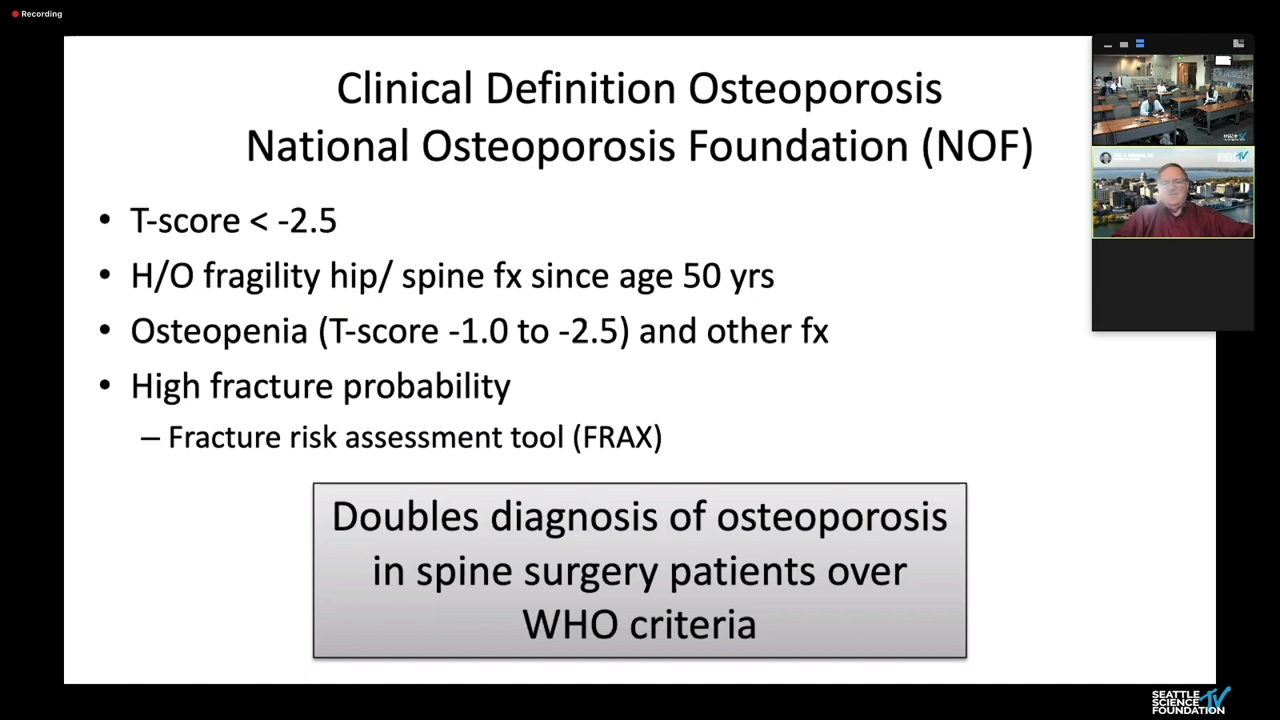 Recording
Clinical Definition Osteoporosis
National Osteoporosis Foundation (NOF)
• T-score < -2.5
• H/O fragility hip/ spine fx since age 50 yrs
• Osteopenia (T-score -1.0 to -2.5) and other fx
• High fracture probability
– Fracture risk assessment tool (FRAX)
Doubles diagnosis of osteoporosis
in spine surgery patients over
WHO criteria
SEATTLE
SCIENCE TV
FOUNDATION